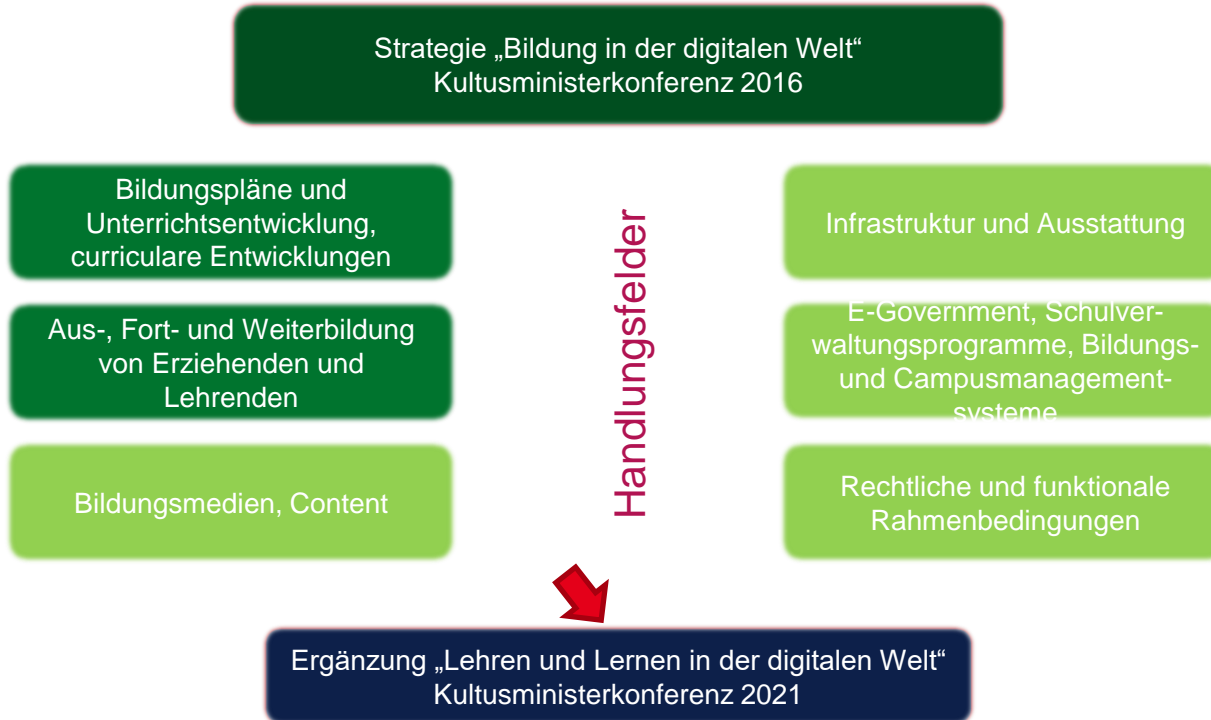 Strategie „Bildung in der digitalen Welt“
Kultusministerkonferenz 2016
Bildungspläne und
Unterrichtsentwicklung,
curriculare Entwicklungen
Aus-, Fort- und Weiterbildung
von Erziehenden und
Lehrenden
Bildungsmedien, Content
Handlungsfelder
Infrastruktur und Ausstattung
E-Government, Schulver-
waltungsprogramme, Bildungs-
und Campusmanagement-
systeme
Rechtliche und funktionale
Rahmenbedingungen
Ergänzung „Lehren und Lernen in der digitalen Welt“
Kultusministerkonferenz 2021